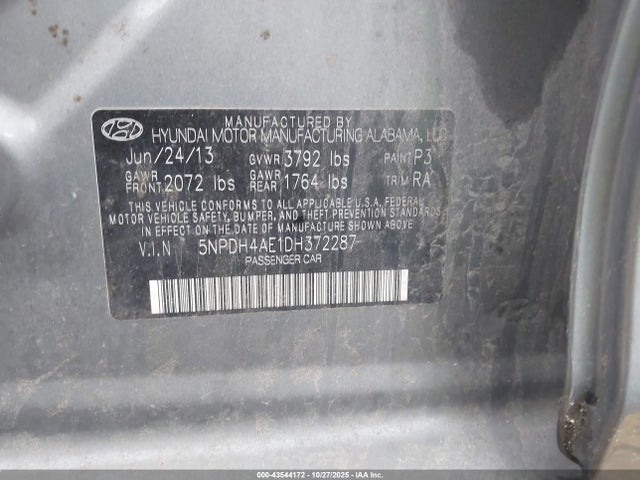 MANUFACTURED BY
HYUNDAI MOTOR MANUFACTURING ALABAMA, LLC
Jun/24/13 GVWR 3792 lbs PAINT P3
GAWR FRONT 2072 lbs GAWR REAR 1764 lbs TRIM RA
THIS VEHICLE CONFORMS TO ALL APPLICABLE FEDERAL
MOTOR VEHICLE SAFETY, BUMPER, AND THEFT PREVENTION
STANDARDS IN EFFECT ON THE DATE OF MANUFACTURE
SHOWN ABOVE
V.I.N 5NPDH4AE1DH372287
PASSENGER CAR
000-43544172 | 10/27/2025 | Copart